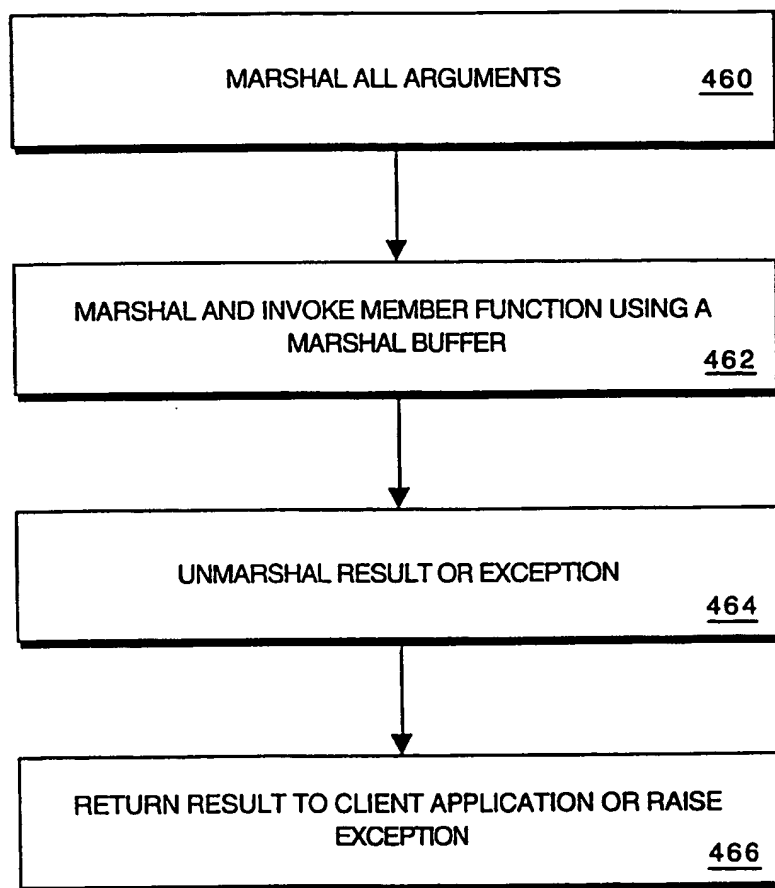 MARSHAL ALL ARGUMENTS
460
MARSHAL AND INVOKE MEMBER FUNCTION USING A
MARSHAL BUFFER
462
UNMARSHAL RESULT OR EXCEPTION
464
RETURN RESULT TO CLIENT APPLICATION OR RAISE
EXCEPTION
466